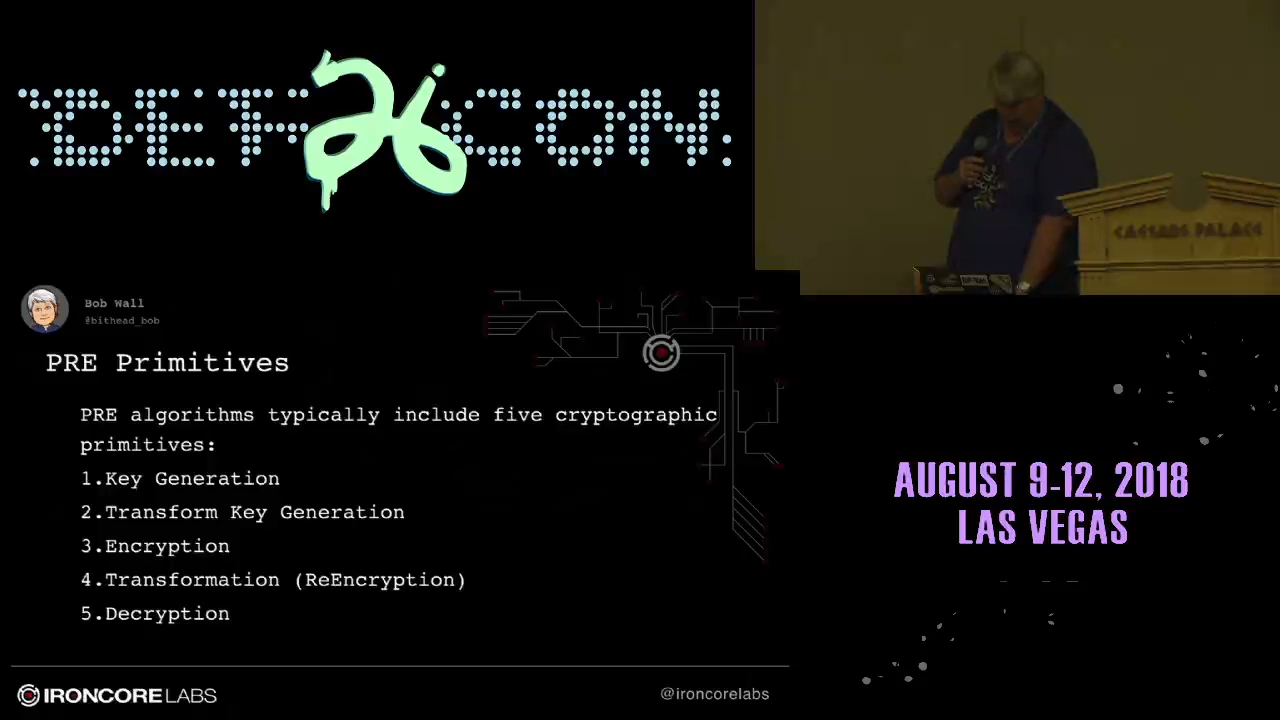 DEF 26 CON
CAESARS PALACE
Bob Wall
@bithead_bob
PRE Primitives
PRE algorithms typically include five cryptographic
primitives:
1.Key Generation
2.Transform Key Generation
3.Encryption
4.Transformation (ReEncryption)
5.Decryption
IRONCORE LABS
@ironcorelabs
AUGUST 9-12, 2018
LAS VEGAS